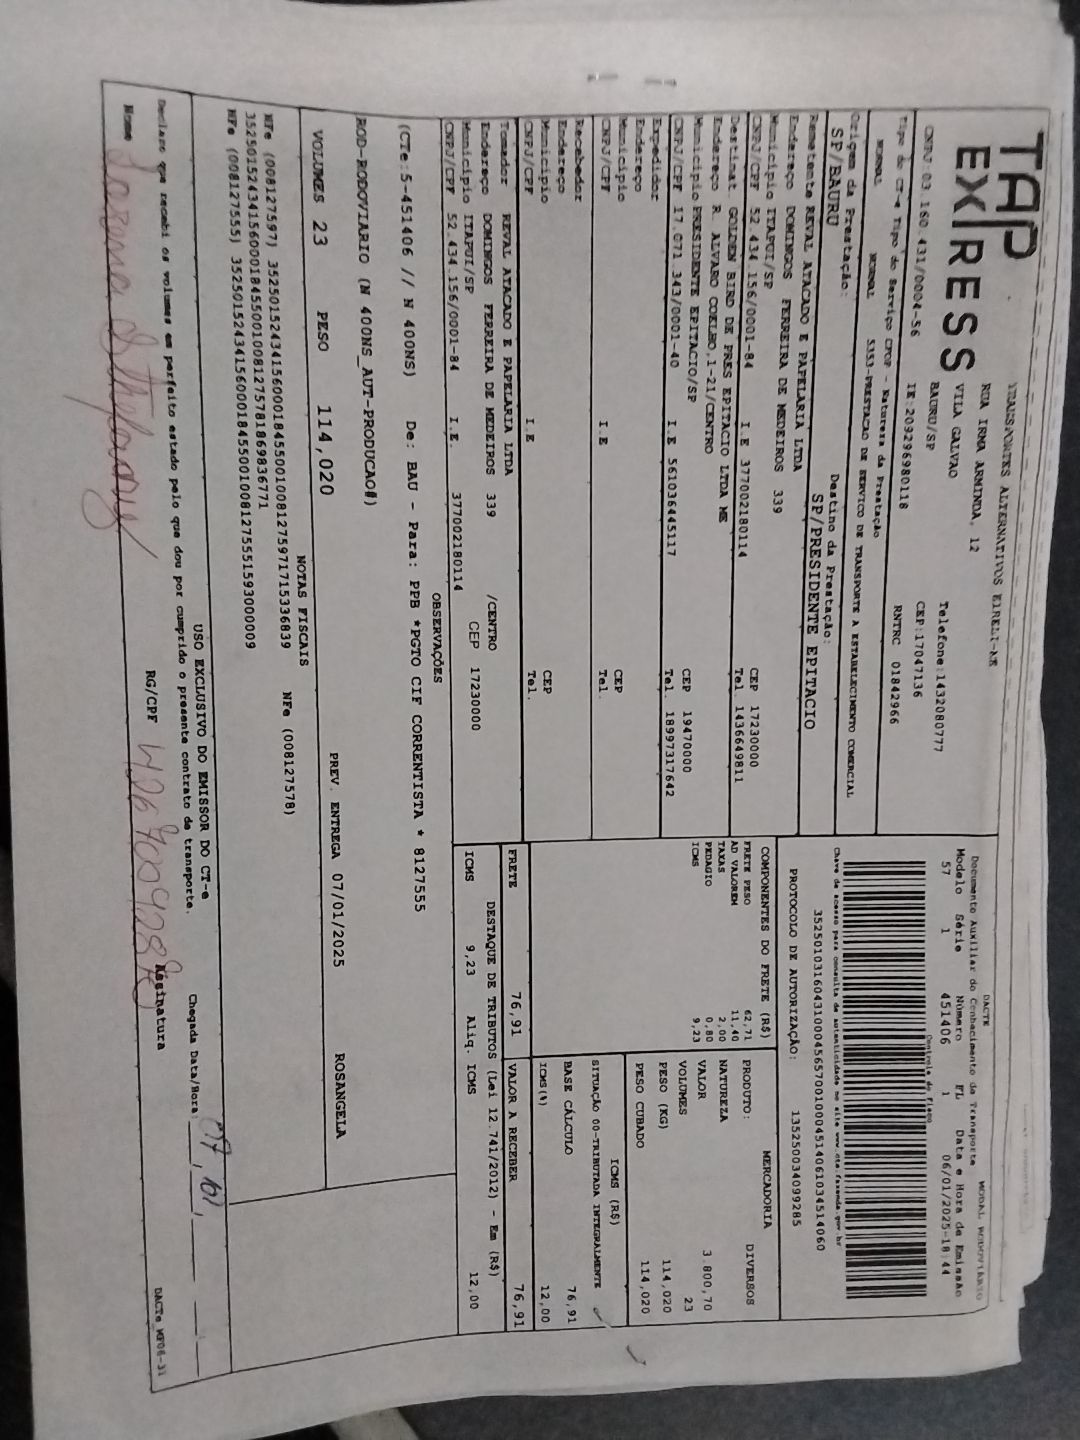 TAP
EX/RESS
TRANSPORTES ALTERNATIVOS EIRELI-ME
RUA IRMA ARMINDA, 12
VILA GALVAO
BAURU/SP
Telefone:1432080777
CEP:17047136
CNPJ 03.160.431/0004-56 IE:209296980118 RNTRC 01842966
Tipo do CT-e Tipo do Serviço CFOP - Natureza da Prestação
NORMAL NORMAL 5353-PRESTACAO DE SERVICO DE TRANSPORTE A ESTABELECIMENTO COMERCIAL
Origem da Prestação: Destino da Prestação:
SP/BAURU SP/PRESIDENTE EPITACIO
Remetente REVAL ATACADO E PAPELARIA LTDA
Endereço DOMINGOS FERREIRA DE MEDEIROS 339
Município ITAPUI/SP CEP 17230000
CNPJ/CPF 52.434.156/0001-84 I.E 377002180114 Tel. 1436649811
Destinat GOLDEN BIRD DE PRES EPITACIO LTDA ME
Endereço R. ALVARO COELHO,1-21/CENTRO
Município PRESIDENTE EPITACIO/SP CEP 19470000
CNPJ/CPF 17.071.343/0001-40 I.E 561036445117 Tel. 18997317642
Expedidor
Endereço
Município CEP
CNPJ/CPF I.E Tel.
Recebedor
Endereço
Município CEP
CNPJ/CPF I.E Tel.
Tomador REVAL ATACADO E PAPELARIA LTDA
Endereço DOMINGOS FERREIRA DE MEDEIROS 339 /CENTRO
Município ITAPUI/SP CEP 17230000
CNPJ/CPF 52.434.156/0001-84 I.E. 377002180114
DACTE MODAL RODOVIARIO
Documento Auxiliar do Conhecimento de Transporte
Modelo Série Número FL Data e Hora de Emissão
57 1 451406 1 06/01/2025-18:44
Controle do Fisco
Chave de acesso para consulta de autenticidade no site www.cte.fazenda.gov.br
35250103160431000456570010004514061034514060
PROTOCOLO DE AUTORIZAÇÃO: 135250034099285
COMPONENTES DO FRETE (R$)
FRETE PESO 62,71
AD VALOREM 11,40
TAXAS 2,00
PEDAGIO 0,80
ICMS 9,23
MERCADORIA
PRODUTO: DIVERSOS
NATUREZA
VALOR 3.800,70
VOLUMES 23
PESO (KG) 114,020
PESO CUBADO 114,020
ICMS (R$)
SITUAÇÃO 00-TRIBUTADA INTEGRALMENTE
BASE CÁLCULO 76,91
ICMS(%) 12,00
FRETE 76,91 VALOR A RECEBER 76,91
DESTAQUE DE TRIBUTOS (Lei 12.741/2012) - Em (R$)
ICMS 9,23 Aliq. ICMS 12,00
OBSERVAÇÕES
(CTe:5-451406 // N 400NS) De: BAU - Para: PPB *PGTO CIF CORRENTISTA * 8127555
ROD-RODOVIARIO (N 400NS_AUT-PRODUCAO#)
VOLUMES 23 PESO 114,020 PREV. ENTREGA 07/01/2025 ROSANGELA
NOTAS FISCAIS
NFe (008127597) 35250152434156000184550010081275971715336839 NFe (008127578)
35250152434156000184550010081275781869836771
NFe (008127555) 35250152434156000184550010081275551593000009
USO EXCLUSIVO DO EMISSOR DO CT-e
Declaro que recebi os volumes em perfeito estado pelo que dou por cumprido o presente contrato de transporte. Chegada Data/Hora 07, 01,
Nome RG/CPF Assinatura
DACTe_MF06-31